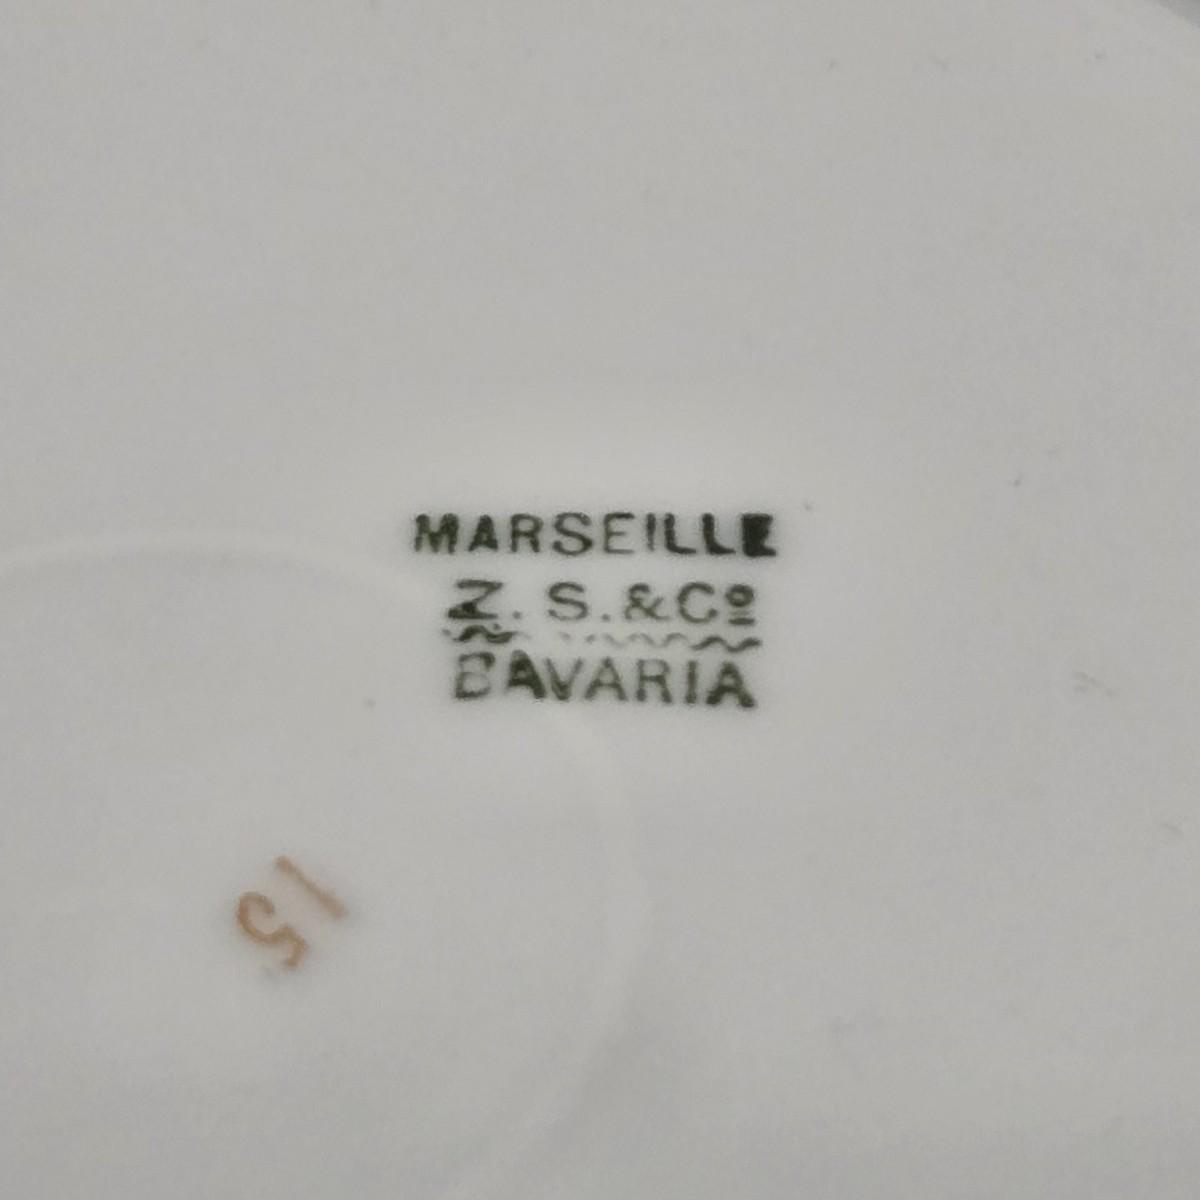 MARSEILLE
Z. S. & Cº
BAVARIA
15